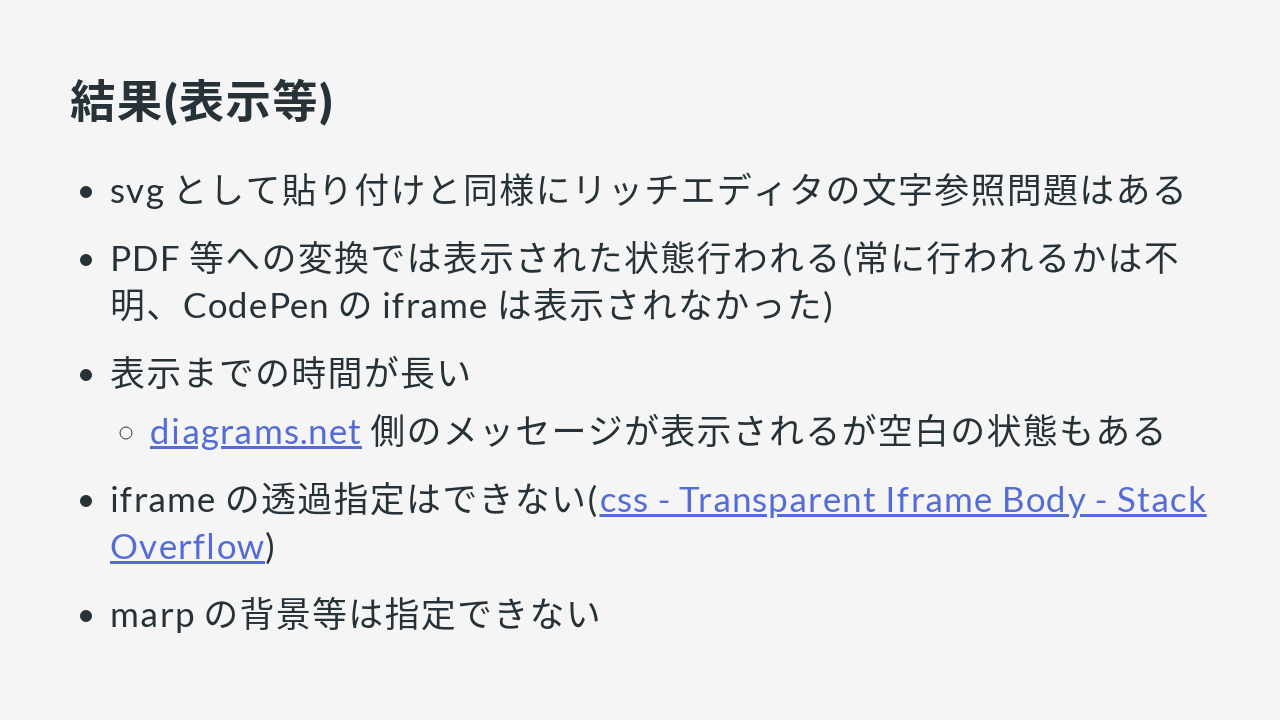 結果(表示等)
svg として貼り付けと同様にリッチエディタの文字参照問題はある
PDF 等への変換では表示された状態行われる(常に行われるかは不
明、CodePen の iframe は表示されなかった)
表示までの時間が長い
diagrams.net 側のメッセージが表示されるが空白の状態もある
iframe の透過指定はできない(css - Transparent Iframe Body - Stack
Overflow)
marp の背景等は指定できない